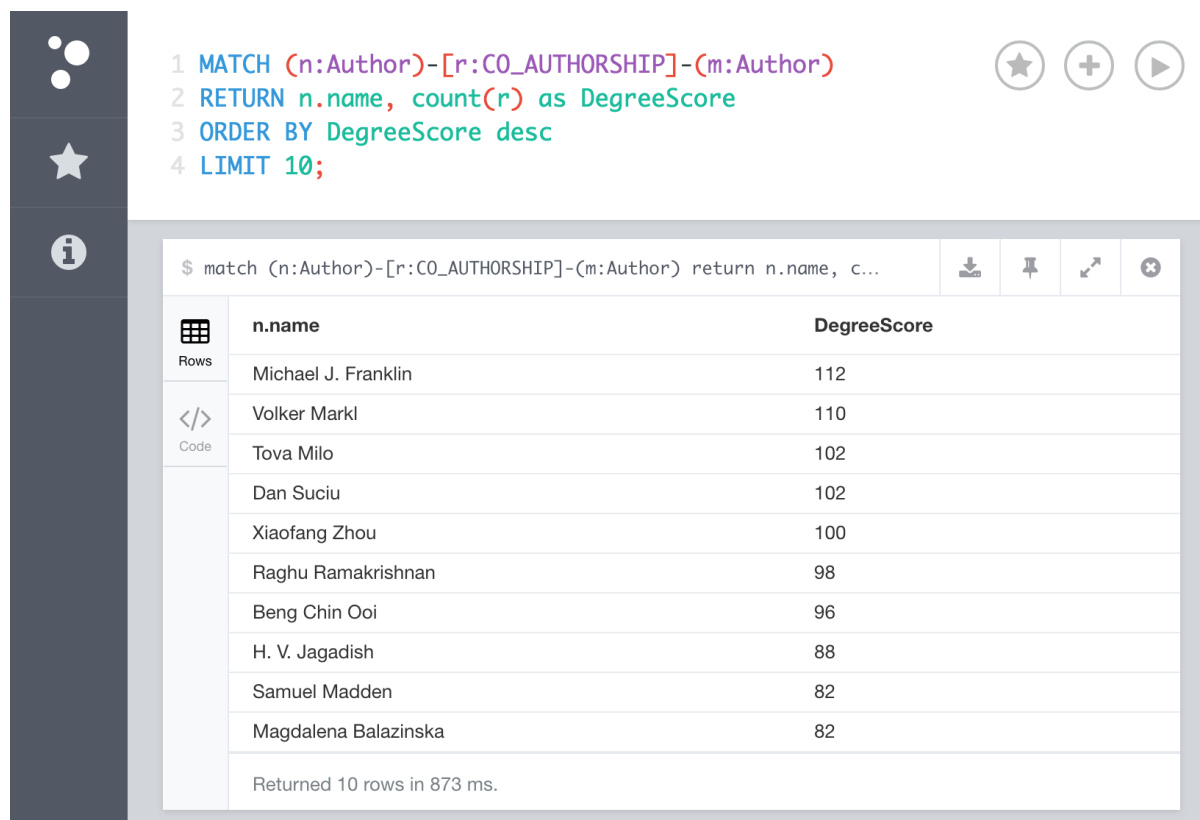 1 MATCH (n:Author)-[r:CO_AUTHORSHIP]-(m:Author)
2 RETURN n.name, count(r) as DegreeScore
3 ORDER BY DegreeScore desc
4 LIMIT 10;
$ match (n:Author)-[r:CO_AUTHORSHIP]-(m:Author) return n.name, c...
Rows
Code
n.name DegreeScore
Michael J. Franklin 112
Volker Markl 110
Tova Milo 102
Dan Suciu 102
Xiaofang Zhou 100
Raghu Ramakrishnan 98
Beng Chin Ooi 96
H. V. Jagadish 88
Samuel Madden 82
Magdalena Balazinska 82
Returned 10 rows in 873 ms.